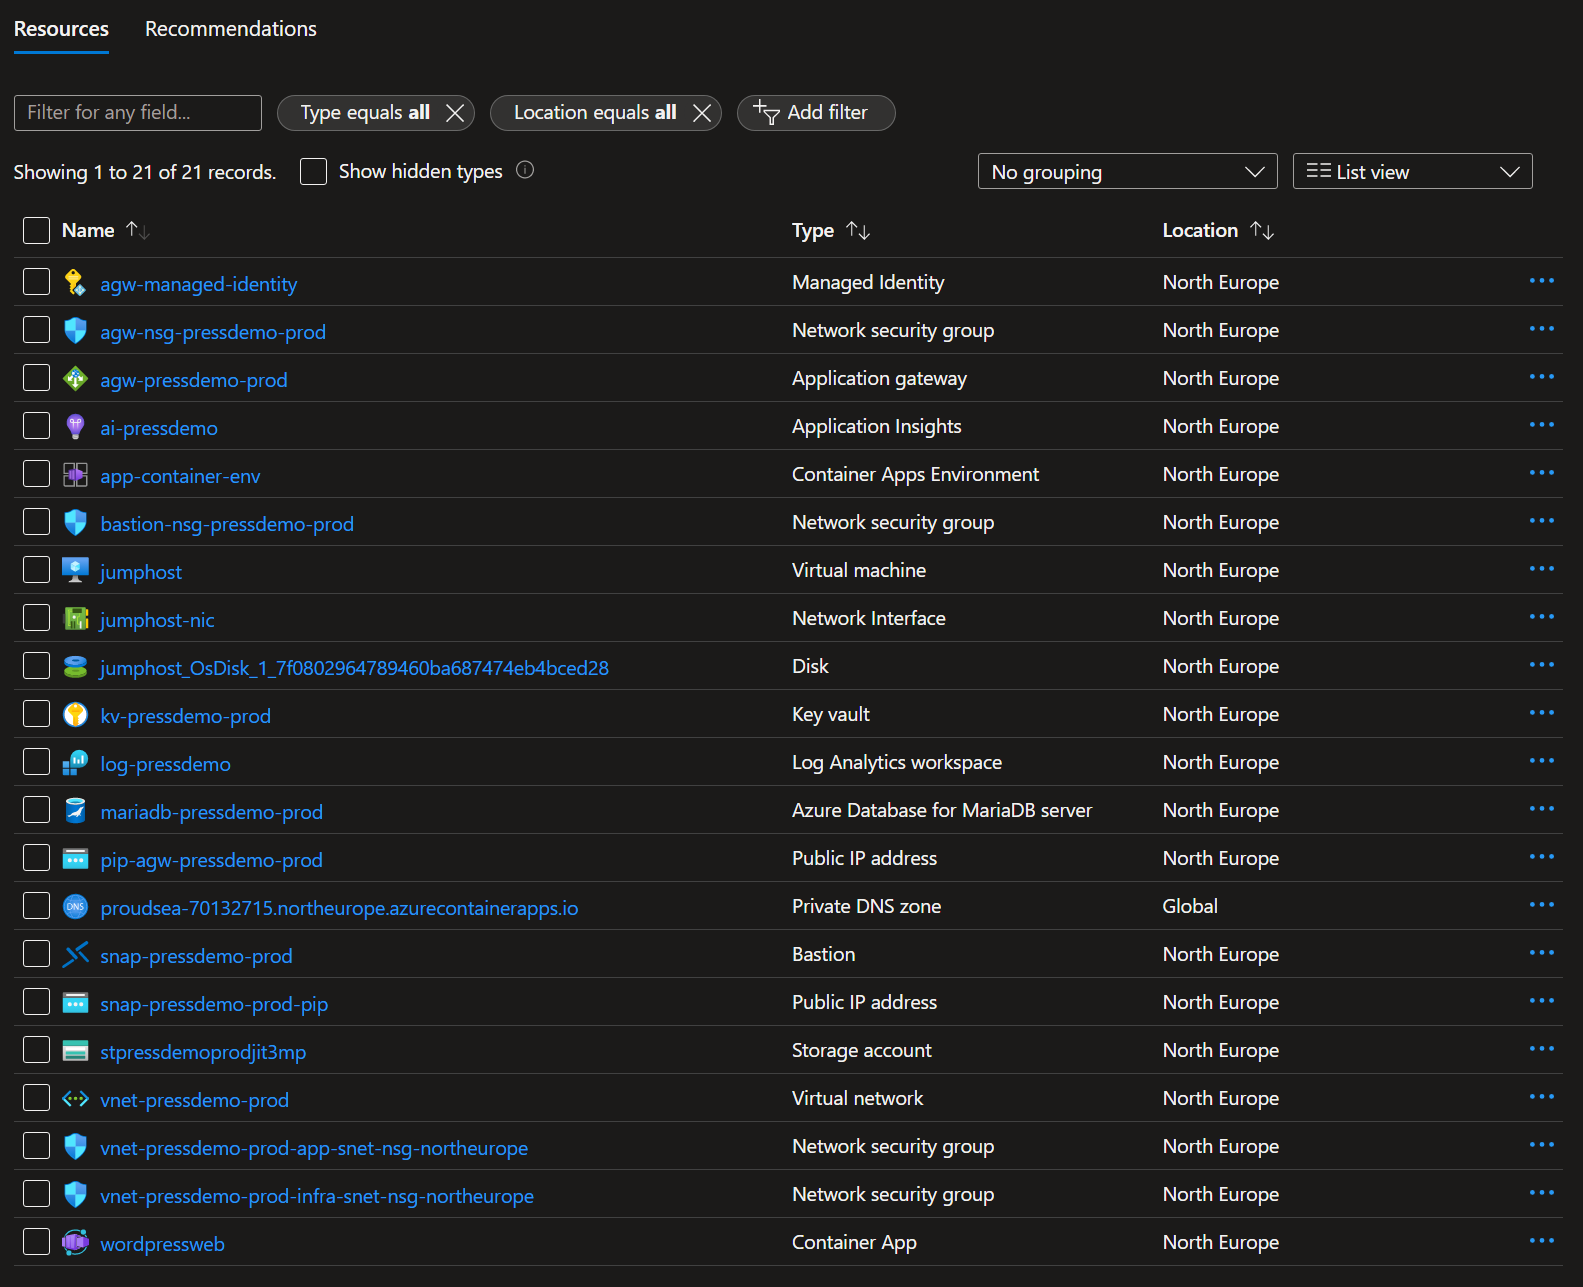 Resources Recommendations
Filter for any field... Type equals all Location equals all Add filter
Showing 1 to 21 of 21 records. Show hidden types No grouping List view
Name Type Location
agw-managed-identity Managed Identity North Europe
agw-nsg-pressdemo-prod Network security group North Europe
agw-pressdemo-prod Application gateway North Europe
ai-pressdemo Application Insights North Europe
app-container-env Container Apps Environment North Europe
bastion-nsg-pressdemo-prod Network security group North Europe
jumphost Virtual machine North Europe
jumphost-nic Network Interface North Europe
jumphost_OsDisk_1_7f0802964789460ba687474eb4bced28 Disk North Europe
kv-pressdemo-prod Key vault North Europe
log-pressdemo Log Analytics workspace North Europe
mariadb-pressdemo-prod Azure Database for MariaDB server North Europe
pip-agw-pressdemo-prod Public IP address North Europe
DNS proudsea-70132715.northeurope.azurecontainerapps.io Private DNS zone Global
snap-pressdemo-prod Bastion North Europe
snap-pressdemo-prod-pip Public IP address North Europe
stpressdemoprodjit3mp Storage account North Europe
vnet-pressdemo-prod Virtual network North Europe
vnet-pressdemo-prod-app-snet-nsg-northeurope Network security group North Europe
vnet-pressdemo-prod-infra-snet-nsg-northeurope Network security group North Europe
wordpressweb Container App North Europe